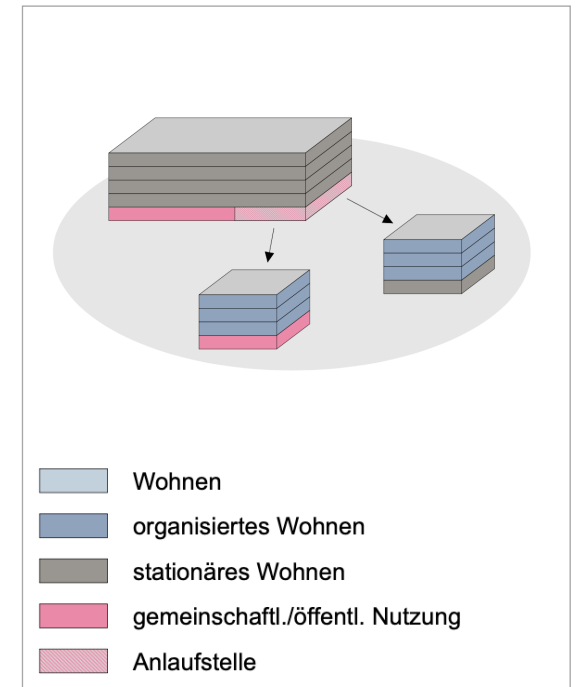 Wohnen
organisiertes Wohnen
stationäres Wohnen
gemeinschaftl./öffentl. Nutzung
Anlaufstelle